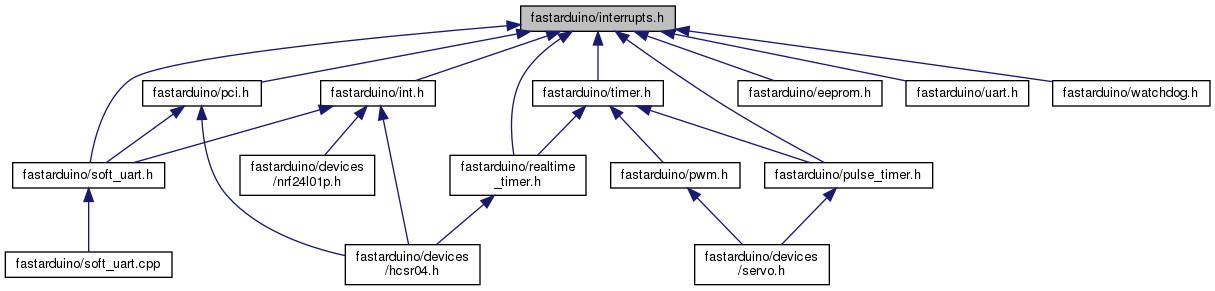 fastarduino/interrupts.h
fastarduino/pci.h
fastarduino/int.h
fastarduino/timer.h
fastarduino/eeprom.h
fastarduino/uart.h
fastarduino/watchdog.h
fastarduino/soft_uart.h
fastarduino/devices
/nrf24l01p.h
fastarduino/realtime
_timer.h
fastarduino/pwm.h
fastarduino/pulse_timer.h
fastarduino/soft_uart.cpp
fastarduino/devices
/hcsr04.h
fastarduino/devices
/servo.h